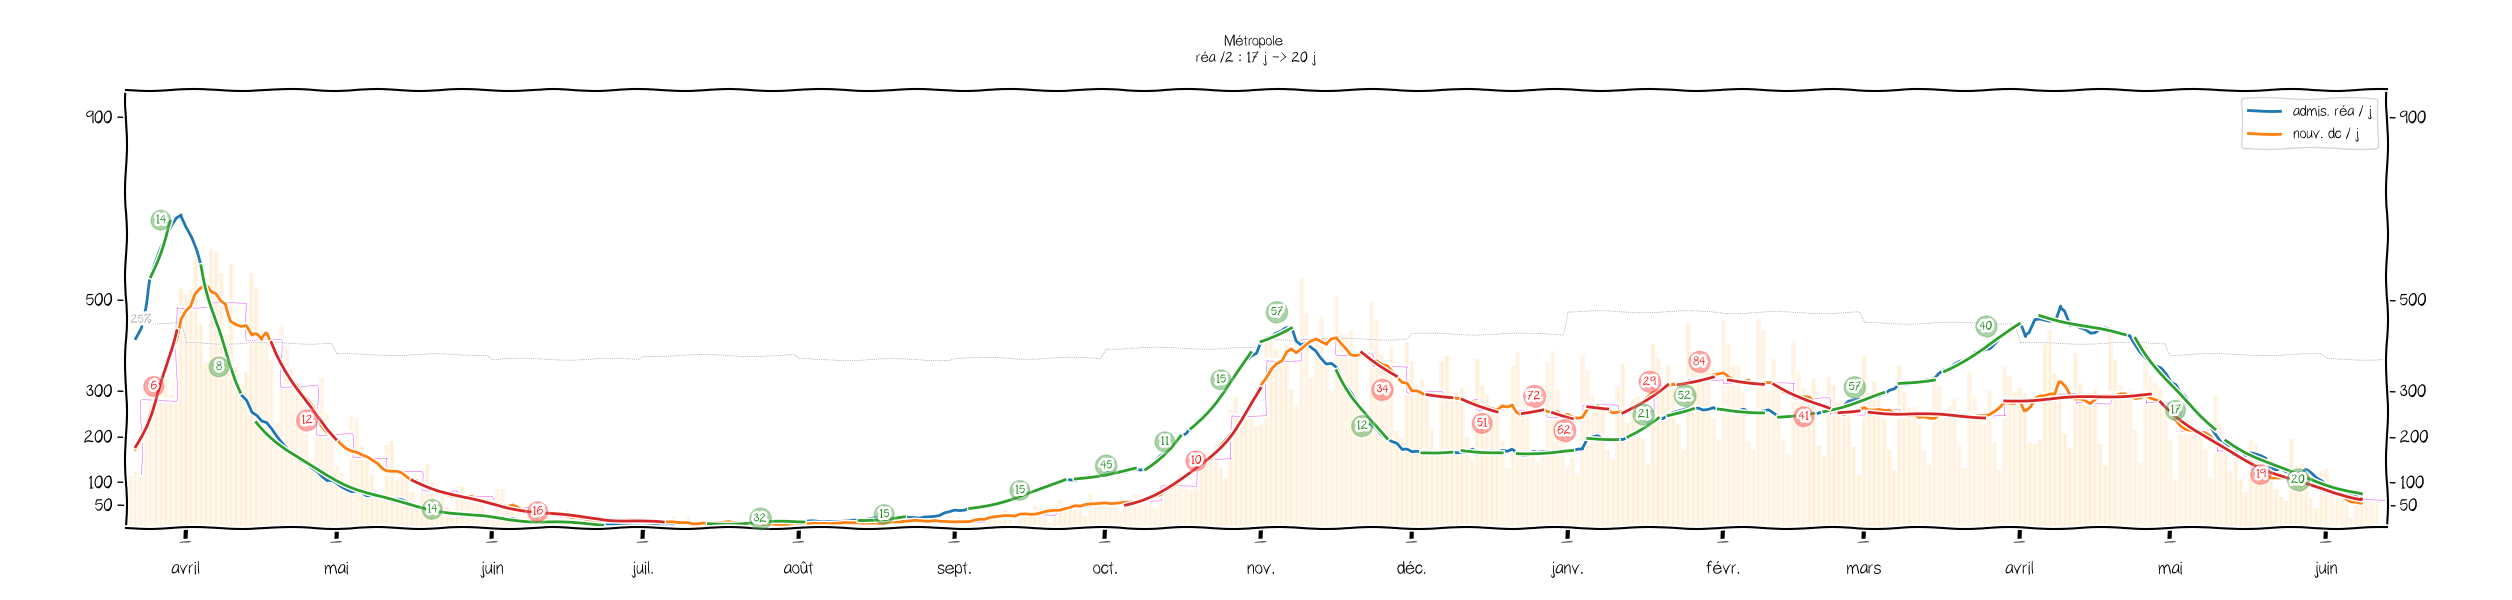 Métropole
réa /2 : 17 j -> 20 j
900
900
admis. réa / j
nouv. dc / j
14
57
500
500
25%
40
6
8
15
34
72
29
84
52
57
300
300
12
11
12
51
62
21
41
17
200
200
10
45
19
20
100
100
14
16
32
15
15
50
50
avril
mai
juin
juil.
août
sept.
oct.
nov.
déc.
janv.
févr.
mars
avril
mai
juin